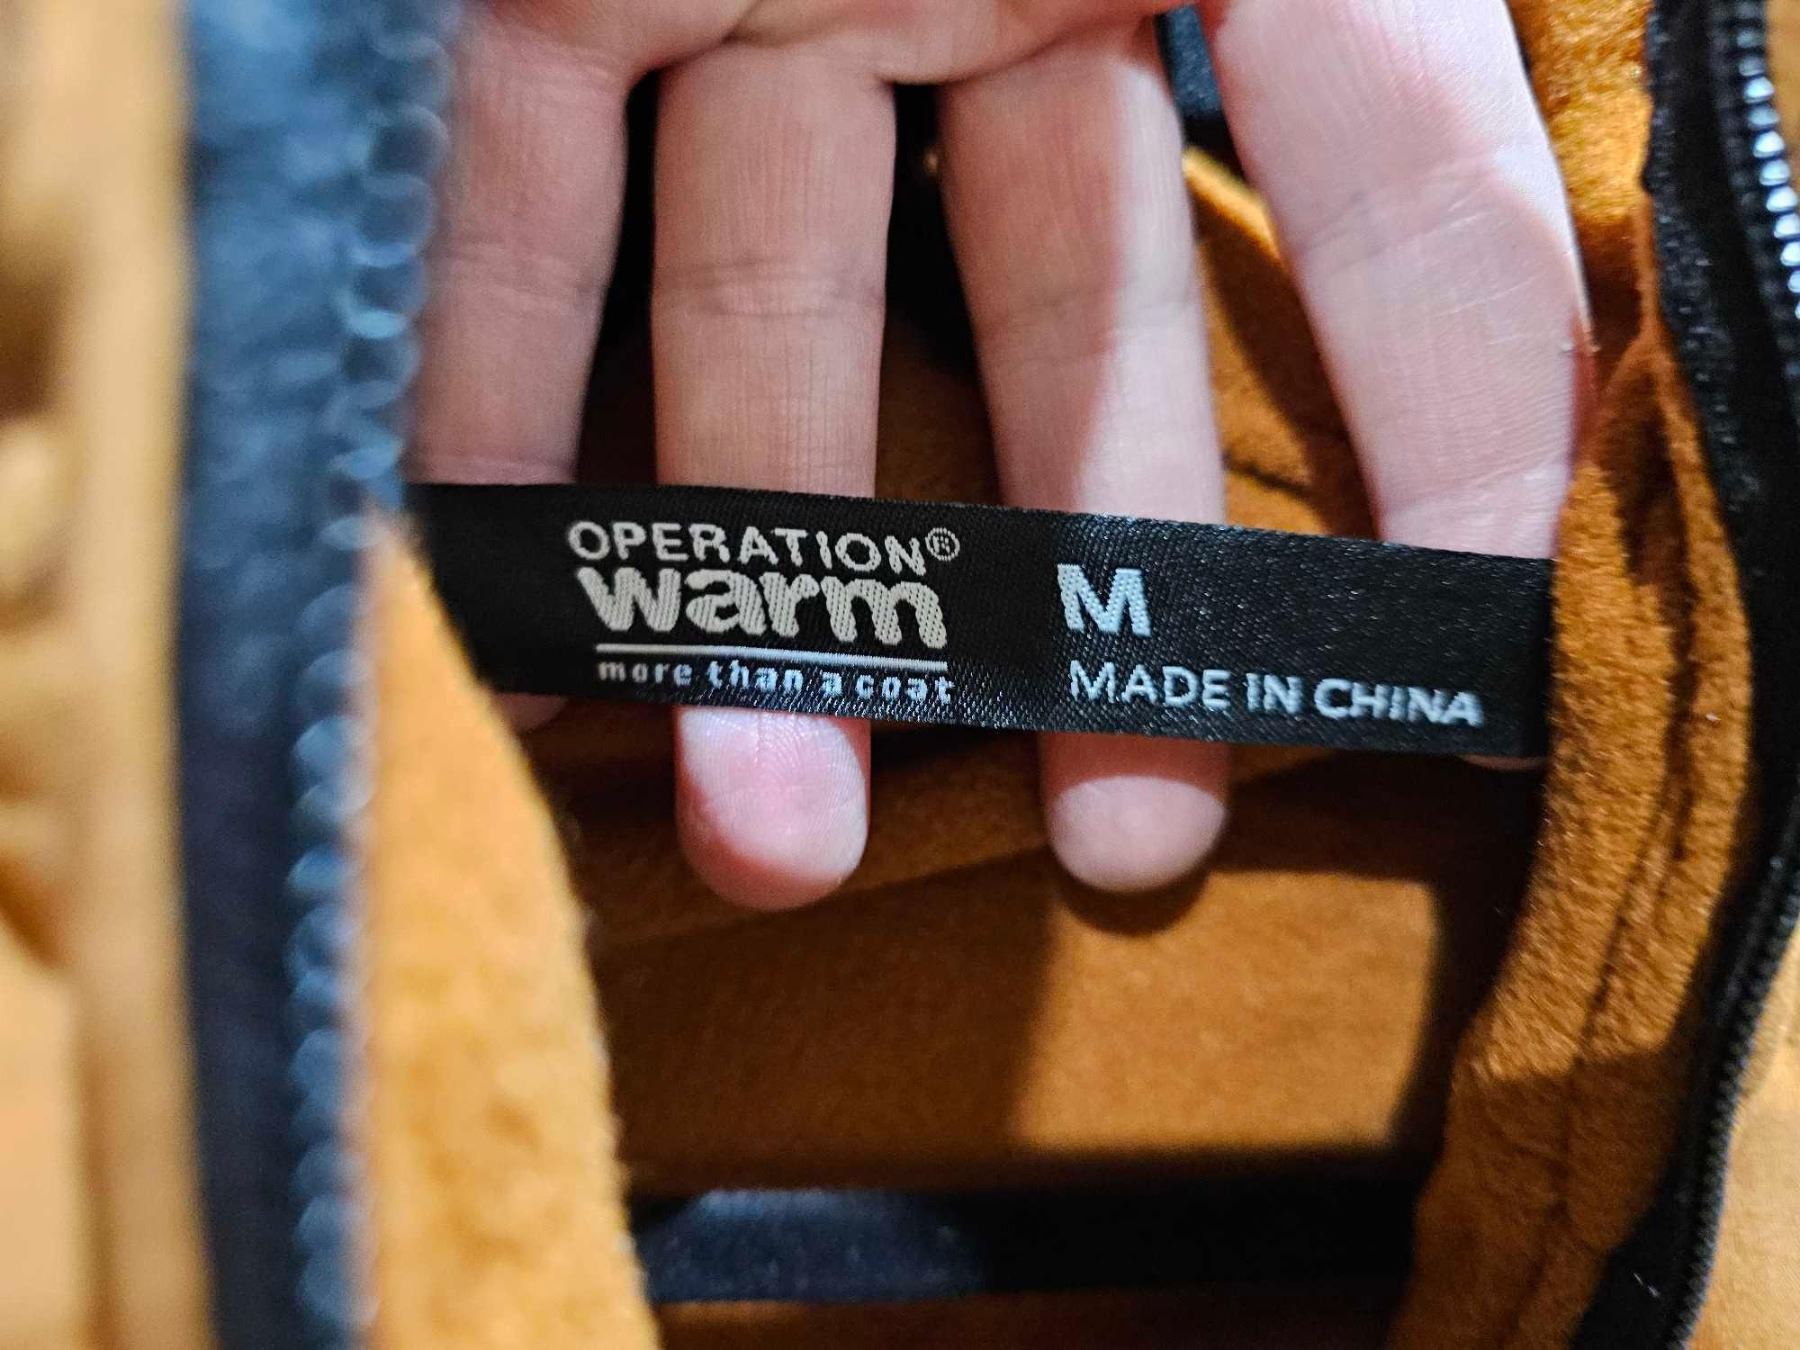 OPERATION®
warm
more than a coat
M
MADE IN CHINA